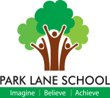 PARK LANE SCHOOL
Imagine | Believe | Achieve